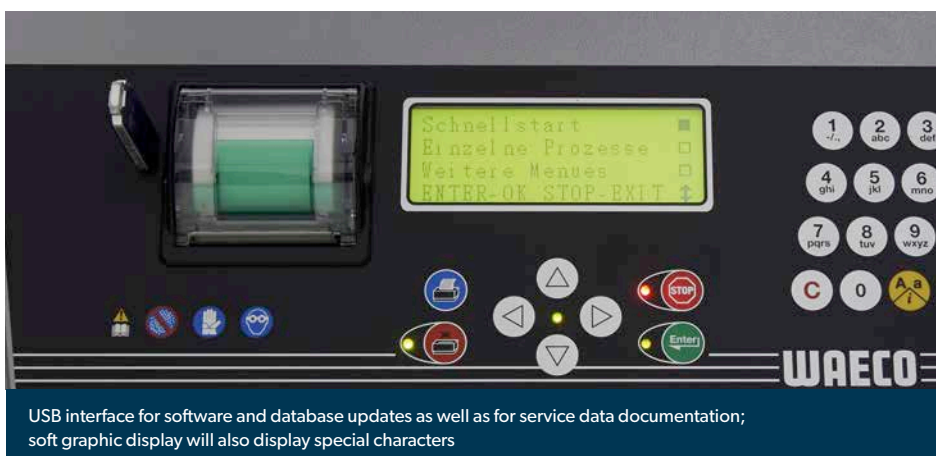 Schnellstart
Einzelne Prozesse
Weitere Menues
ENTER-OK STOP-EXIT
1 2 3
-/., abc def
4 5 6
ghi jkl mno
7 8 9
pqrs tuv wxyz
C 0 A a i
STOP
Enter
WAECO
USB interface for software and database updates as well as for service data documentation;
soft graphic display will also display special characters